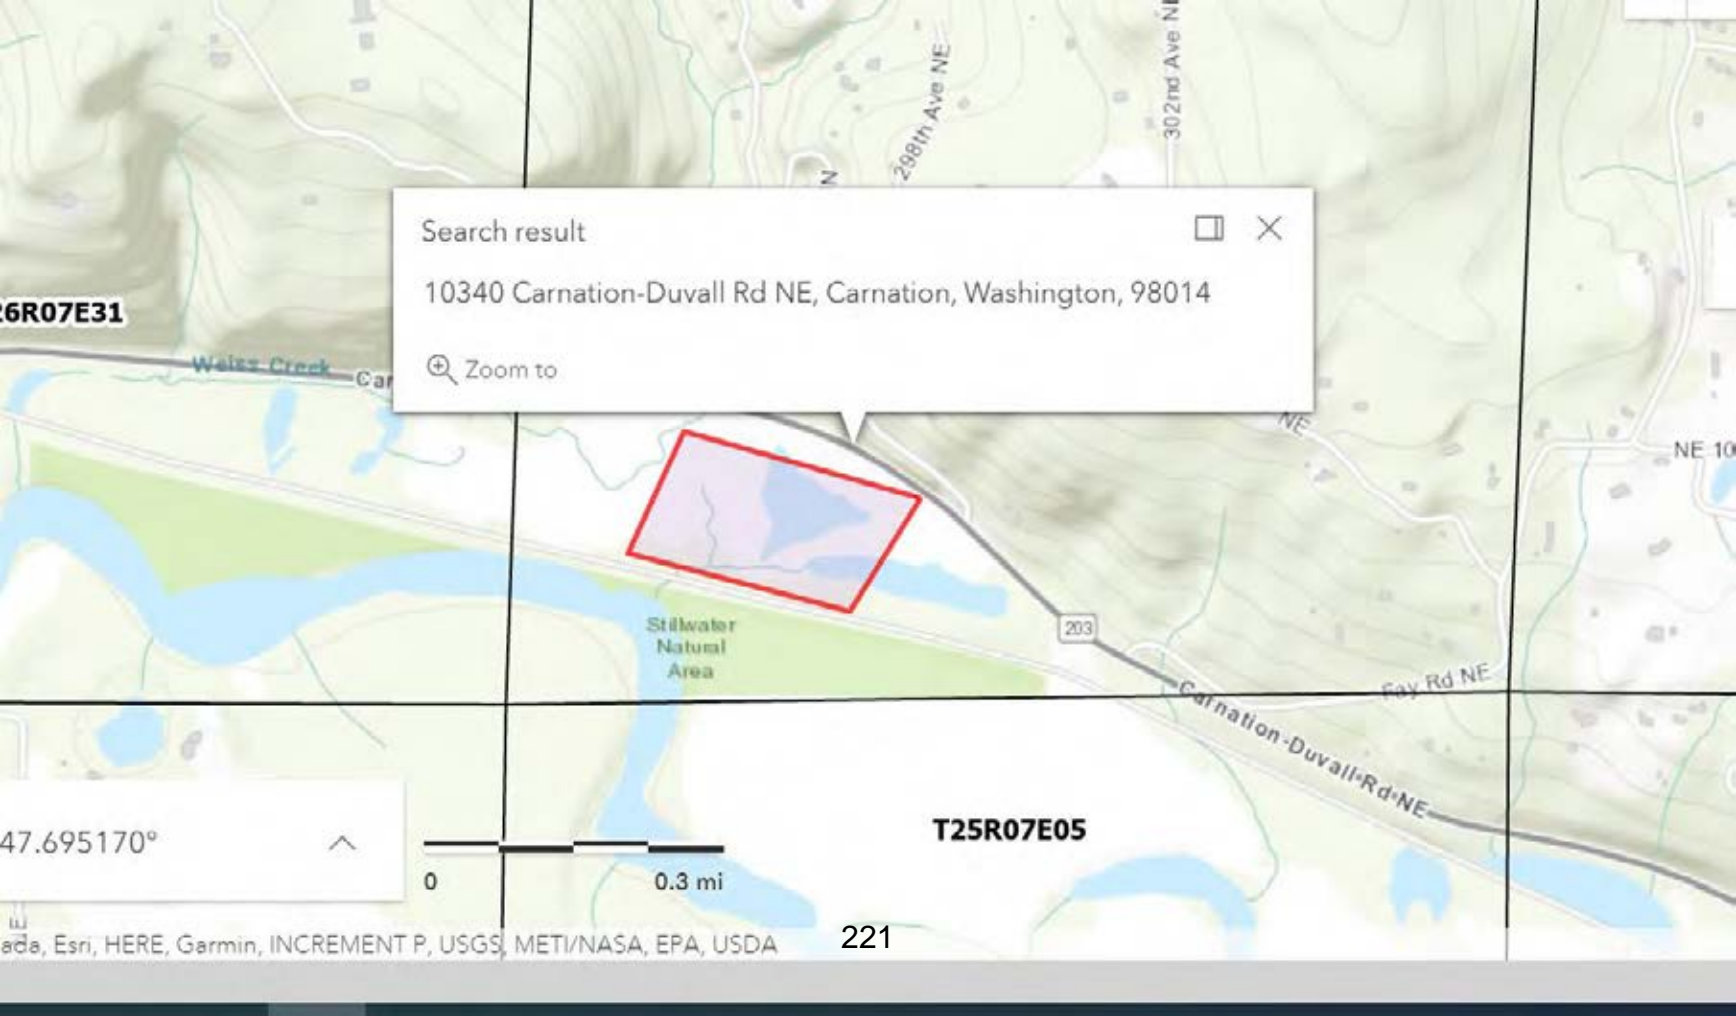 302nd Ave NE
298th Ave NE
N
Search result
10340 Carnation-Duvall Rd NE, Carnation, Washington, 98014
Zoom to
26R07E31
Weiss Creek
Car
NE
NE 10
Stillwater
Natural
Area
203
Fay Rd NE
Carnation-Duvall Rd NE
T25R07E05
47.695170°
0
0.3 mi
221
ada, Esri, HERE, Garmin, INCREMENT P, USGS, METI/NASA, EPA, USDA